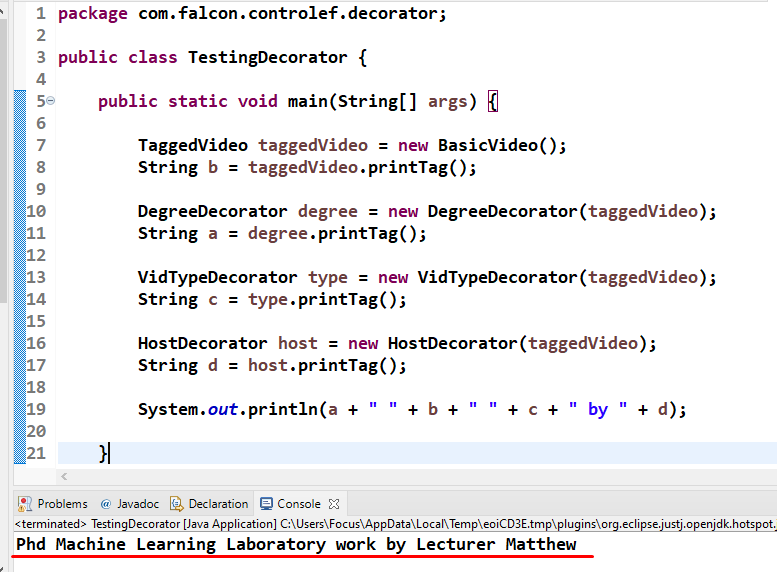 1 package com.falcon.controlef.decorator;
2
3 public class TestingDecorator {
4
5 public static void main(String[] args) {
6
7 TaggedVideo taggedVideo = new BasicVideo();
8 String b = taggedVideo.printTag();
9
10 DegreeDecorator degree = new DegreeDecorator(taggedVideo);
11 String a = degree.printTag();
12
13 VidTypeDecorator type = new VidTypeDecorator(taggedVideo);
14 String c = type.printTag();
15
16 HostDecorator host = new HostDecorator(taggedVideo);
17 String d = host.printTag();
18
19 System.out.println(a + " " + b + " " + c + " by " + d);
20
21 }
Problems @ Javadoc Declaration Console
<terminated> TestingDecorator [Java Application] C:\Users\Focus\AppData\Local\Temp\eoiCD3E.tmp\plugins\org.eclipse.justj.openjdk.hotspot.
Phd Machine Learning Laboratory work by Lecturer Matthew